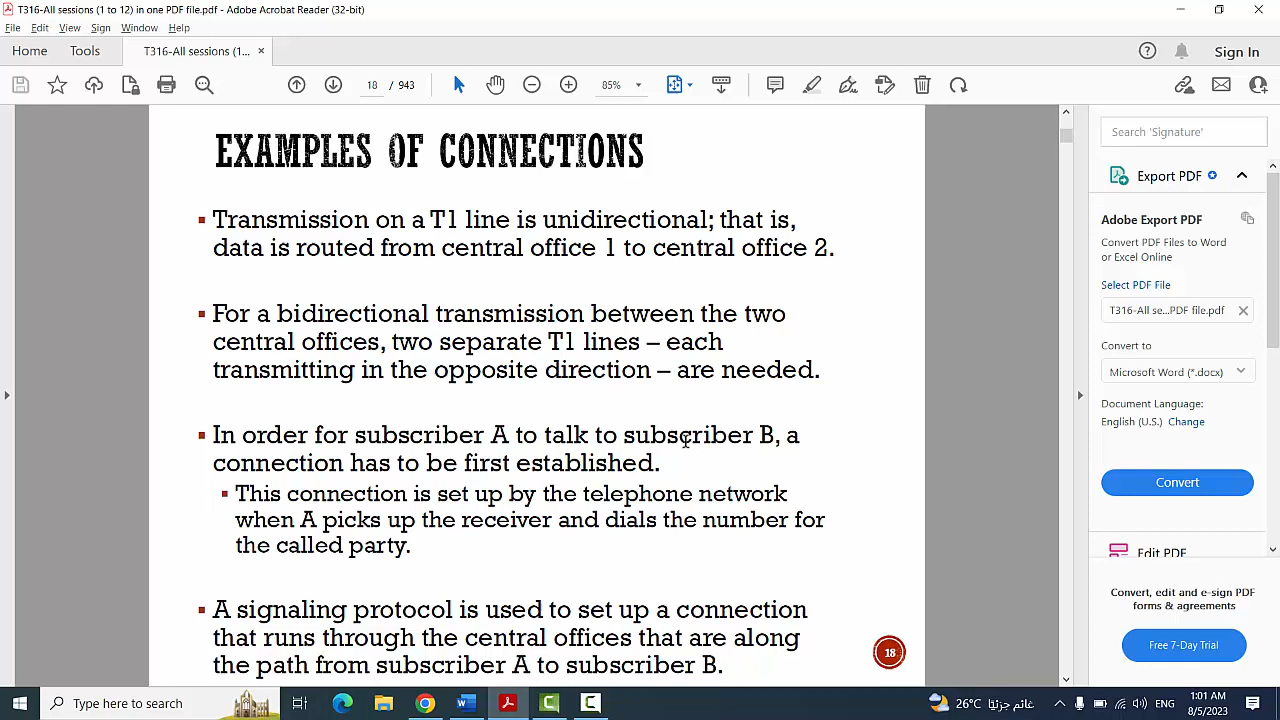 T316-All sessions (1 to 12) in one PDF file.pdf - Adobe Acrobat Reader (32-bit)
File Edit View Sign Window Help
Home Tools T316-All sessions (1... ×
Sign In
18 / 943
85%
EXAMPLES OF CONNECTIONS
▪ Transmission on a T1 line is unidirectional; that is,
data is routed from central office 1 to central office 2.
▪ For a bidirectional transmission between the two
central offices, two separate T1 lines – each
transmitting in the opposite direction – are needed.
▪ In order for subscriber A to talk to subscriber B, a
connection has to be first established.
▪ This connection is set up by the telephone network
when A picks up the receiver and dials the number for
the called party.
▪ A signaling protocol is used to set up a connection
that runs through the central offices that are along
the path from subscriber A to subscriber B.
18
Search 'Signature'
Export PDF
Adobe Export PDF
Convert PDF Files to Word
or Excel Online
Select PDF File
T316-All se...PDF file.pdf
Convert to
Microsoft Word (*.docx)
Document Language:
English (U.S.) Change
Convert
Edit PDF
Convert, edit and e-sign PDF
forms & agreements
Free 7-Day Trial
Type here to search
26°C غائم جزئيًا
ENG
1:01 AM
8/5/2023